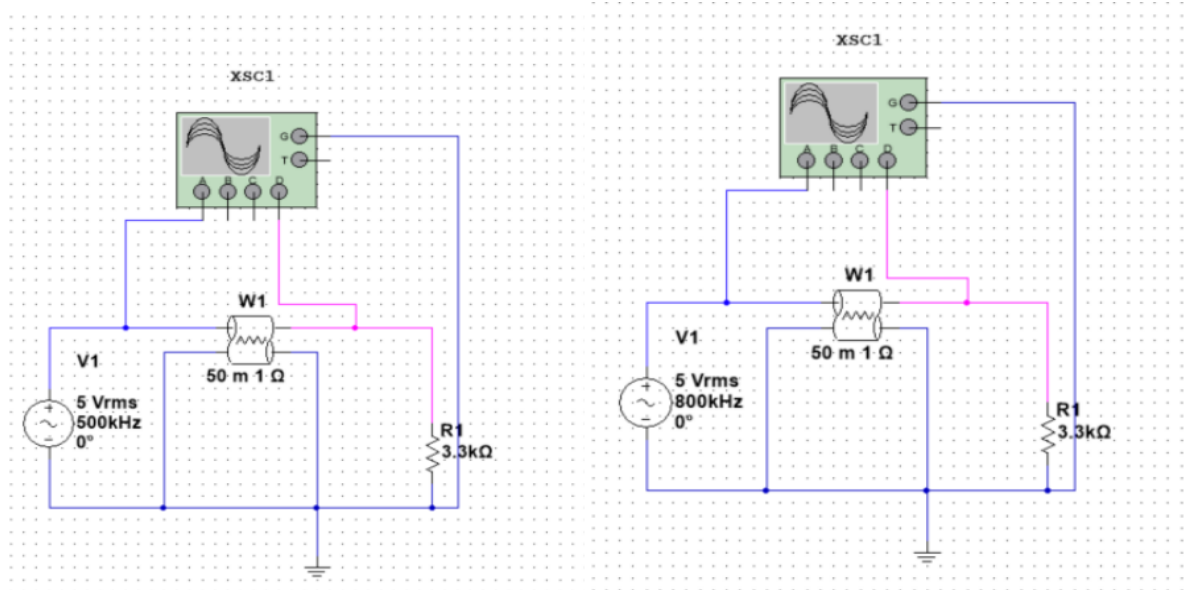 XSC1
G
T
A B C D
W1
50 m 1 Ω
V1
5 Vrms
500kHz
0°
R1
3.3kΩ
XSC1
G
T
A B C D
W1
50 m 1 Ω
V1
5 Vrms
800kHz
0°
R1
3.3kΩ